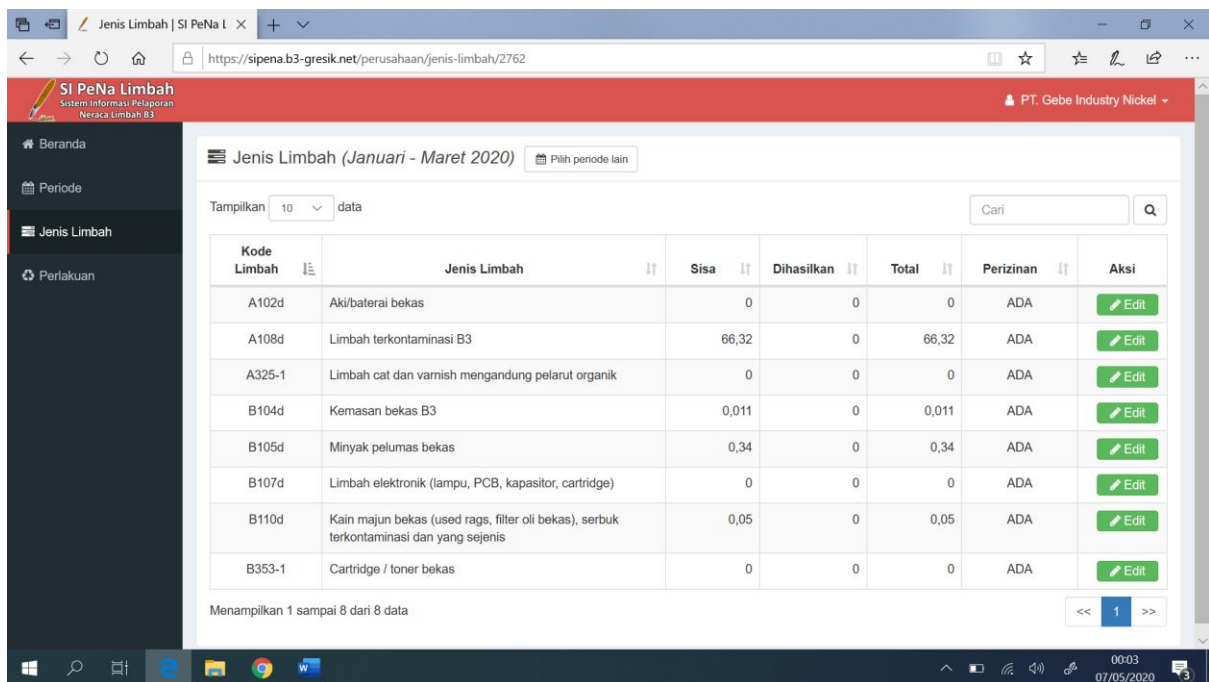 Jenis Limbah | SI PeNa L
https://sipena.b3-gresik.net/perusahaan/jenis-limbah/2762
SI PeNa Limbah
Sistem Informasi Pelaporan
Neraca Limbah B3
PT. Gebe Industry Nickel
Beranda
Periode
Jenis Limbah
Perlakuan
Jenis Limbah (Januari - Maret 2020) Pilih periode lain
Tampilkan 10 data Cari
Kode Limbah Jenis Limbah Sisa Dihasilkan Total Perizinan Aksi
A102d Aki/baterai bekas 0 0 0 ADA Edit
A108d Limbah terkontaminasi B3 66,32 0 66,32 ADA Edit
A325-1 Limbah cat dan varnish mengandung pelarut organik 0 0 0 ADA Edit
B104d Kemasan bekas B3 0,011 0 0,011 ADA Edit
B105d Minyak pelumas bekas 0,34 0 0,34 ADA Edit
B107d Limbah elektronik (lampu, PCB, kapasitor, cartridge) 0 0 0 ADA Edit
B110d Kain majun bekas (used rags, filter oli bekas), serbuk 0,05 0 0,05 ADA Edit
terkontaminasi dan yang sejenis
B353-1 Cartridge / toner bekas 0 0 0 ADA Edit
Menampilkan 1 sampai 8 dari 8 data << 1 >>
00:03
07/05/2020
3